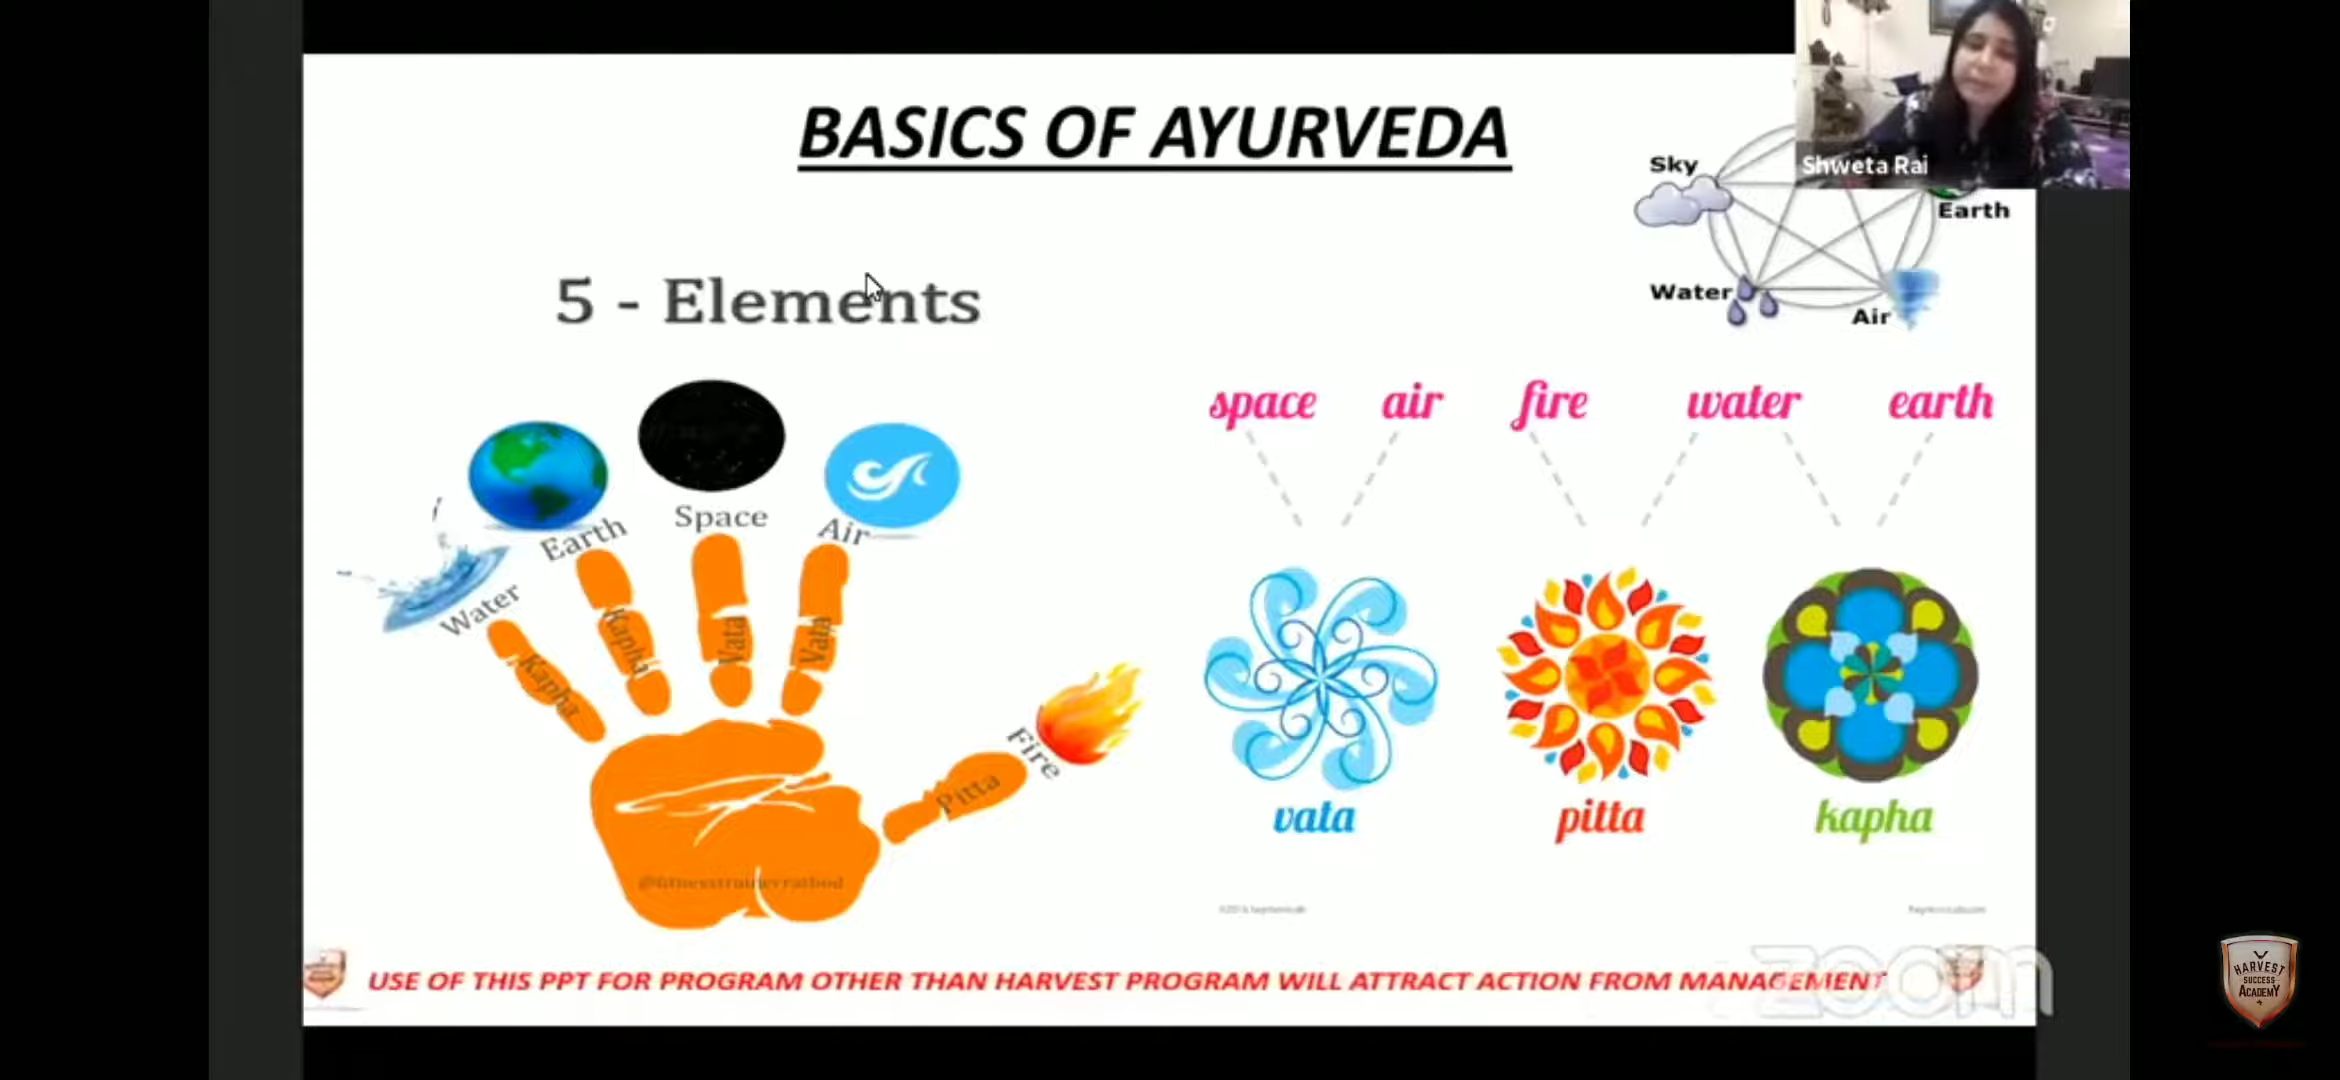 BASICS OF AYURVEDA
Shweta Rai
Sky
Earth
Water
Air
5 - Elements
space air fire water earth
Earth
Space
Air
Water
Kapha
Kapha
Vata
Vata
Fire
Pitta
vata pitta kapha
USE OF THIS PPT FOR PROGRAM OTHER THAN HARVEST PROGRAM WILL ATTRACT ACTION FROM MANAGEMENT
zoom
HARVEST
SUCCESS
ACADEMY